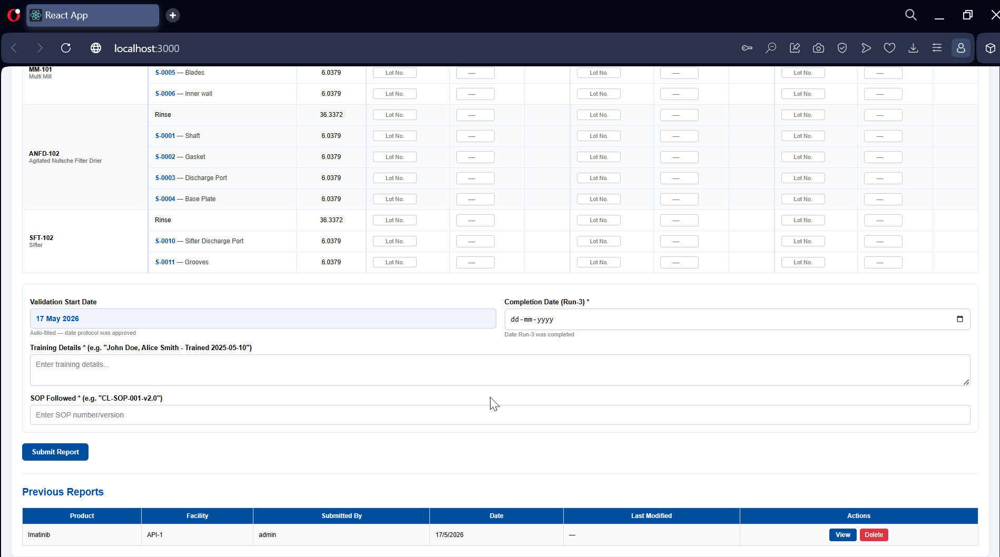 React App
localhost:3000
MM-101
Multi Mill
S-0005 — Blades 6.0379 Lot No. — Lot No. — Lot No. —
S-0006 — Inner wall 6.0379 Lot No. — Lot No. — Lot No. —
Rinse 36.3372 Lot No. — Lot No. — Lot No. —
S-0001 — Shaft 6.0379 Lot No. — Lot No. — Lot No. —
ANFD-102
Agitated Nutsche Filter Drier
S-0002 — Gasket 6.0379 Lot No. — Lot No. — Lot No. —
S-0003 — Discharge Port 6.0379 Lot No. — Lot No. — Lot No. —
S-0004 — Base Plate 6.0379 Lot No. — Lot No. — Lot No. —
Rinse 36.3372 Lot No. — Lot No. — Lot No. —
SFT-102
Sifter
S-0010 — Sifter Discharge Port 6.0379 Lot No. — Lot No. — Lot No. —
S-0011 — Grooves 6.0379 Lot No. — Lot No. — Lot No. —
Validation Start Date
17 May 2026
Auto-filled — date protocol was approved
Completion Date (Run-3) *
dd-mm-yyyy
Date Run-3 was completed
Training Details * (e.g. "John Doe, Alice Smith - Trained 2025-05-10")
Enter training details...
SOP Followed * (e.g. "CL-SOP-001-v2.0")
Enter SOP number/version
Submit Report
Previous Reports
Product Facility Submitted By Date Last Modified Actions
Imatinib API-1 admin 17/5/2026 — View Delete